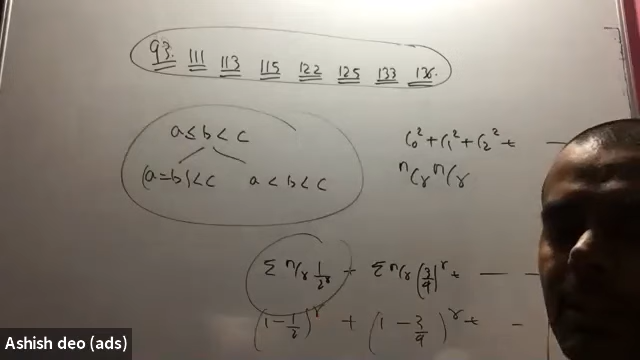 93. 111 113 115 122 125 133 136.
a ≤ b < c
(a=b) < c a < b < c
C₀² + C₁² + C₂² +
ⁿCᵣ ⁿCᵣ
Σ ⁿCᵣ 1/2ʳ + Σ ⁿCᵣ (3/4)ʳ +
(1 - 1/2)ʳ + (1 - 3/4)ʳ +
Ashish deo (ads)